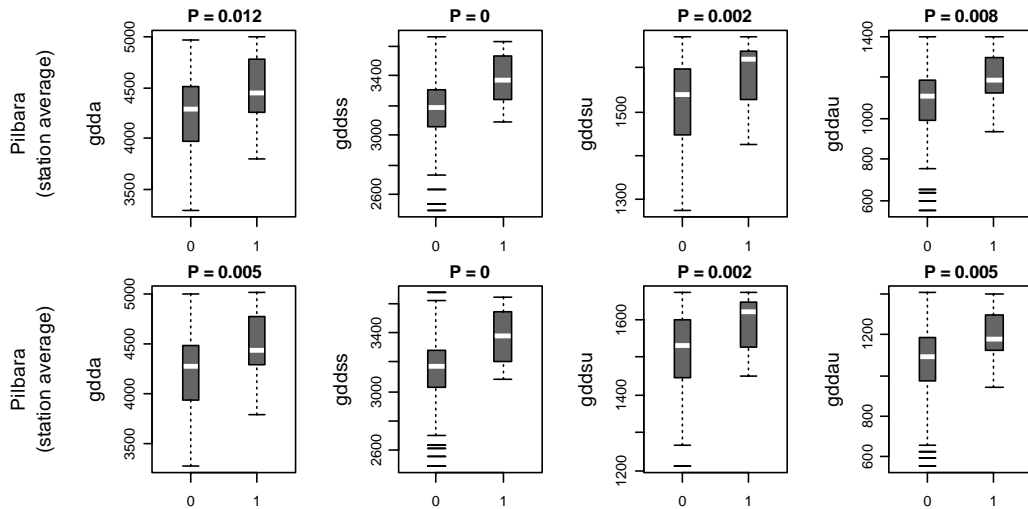 P = 0.012
P = 0
P = 0.002
P = 0.008
Pilbara
(station average)
gdda
3500
4000
4500
5000
0
1
gddss
2600
3000
3400
0
1
gddsu
1300
1500
0
1
gddau
600
800
1000
1200
1400
0
1
P = 0.005
P = 0
P = 0.002
P = 0.005
Pilbara
(station average)
gdda
3500
4000
4500
5000
0
1
gddss
2600
3000
3400
0
1
gddsu
1200
1400
1600
0
1
gddau
600
800
1200
0
1